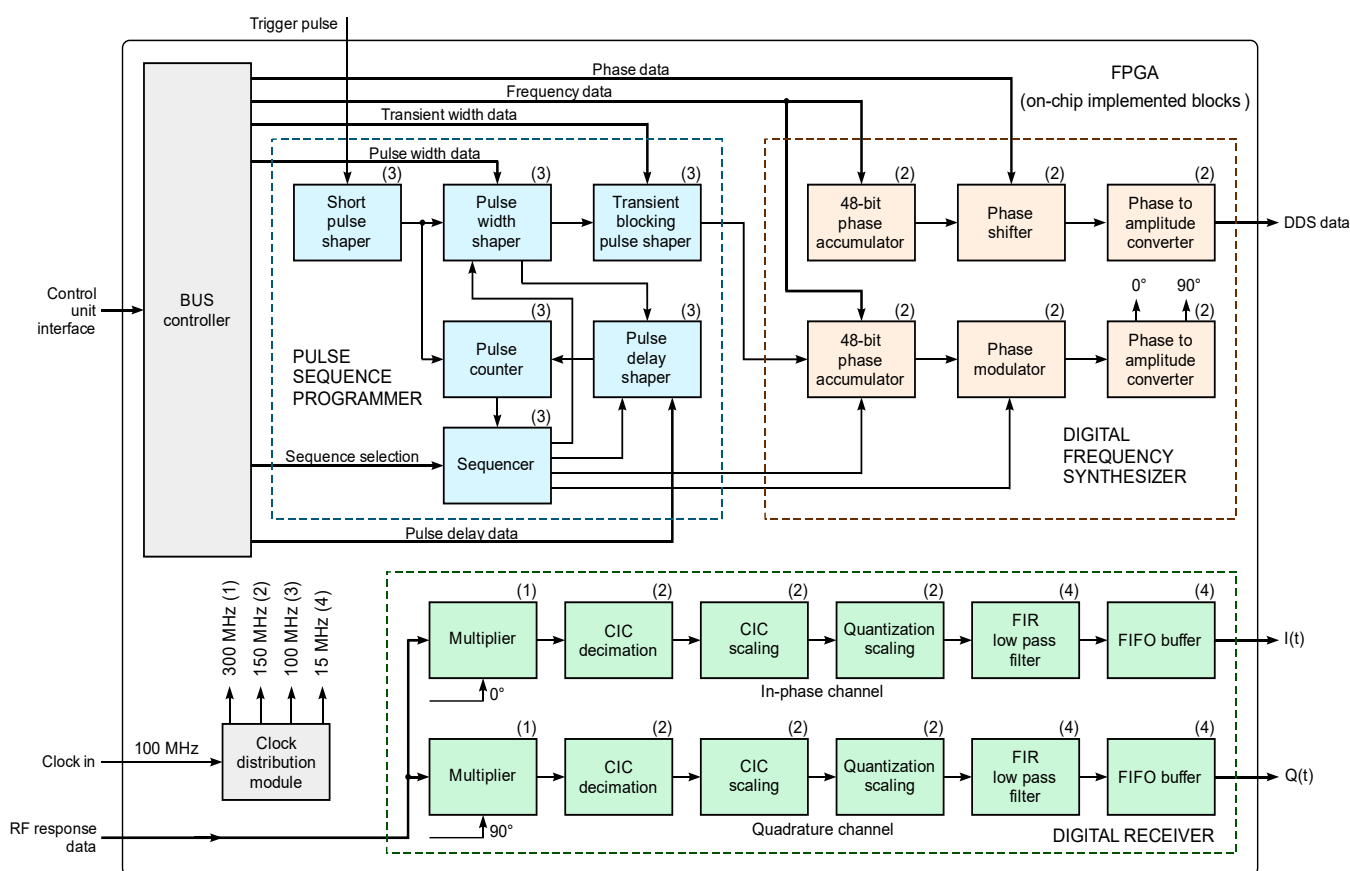 Trigger pulse
Phase data
FPGA
Frequency data
(on-chip implemented blocks )
Transient width data
Pulse width data
(3)
(3)
(3)
(2)
(2)
(2)
Short
pulse
shaper
Pulse
width
shaper
Transient
blocking
pulse shaper
48-bit
phase
accumulator
Phase
shifter
Phase to
amplitude
converter
DDS data
Control
unit
interface
BUS
controller
0°
90°
(3)
(3)
(2)
(2)
(2)
PULSE
SEQUENCE
PROGRAMMER
Pulse
counter
Pulse
delay
shaper
48-bit
phase
accumulator
Phase
modulator
Phase to
amplitude
converter
(3)
Sequence selection
Sequencer
DIGITAL
FREQUENCY
SYNTHESIZER
Pulse delay data
300 MHz (1)
150 MHz (2)
100 MHz (3)
15 MHz (4)
(1)
(2)
(2)
(2)
(4)
(4)
Multiplier
CIC
decimation
CIC
scaling
Quantization
scaling
FIR
low pass
filter
FIFO buffer
I(t)
0°
In-phase channel
Clock in
100 MHz
Clock
distribution
module
(1)
(2)
(2)
(2)
(4)
(4)
Multiplier
CIC
decimation
CIC
scaling
Quantization
scaling
FIR
low pass
filter
FIFO buffer
Q(t)
90°
Quadrature channel
DIGITAL RECEIVER
RF response
data